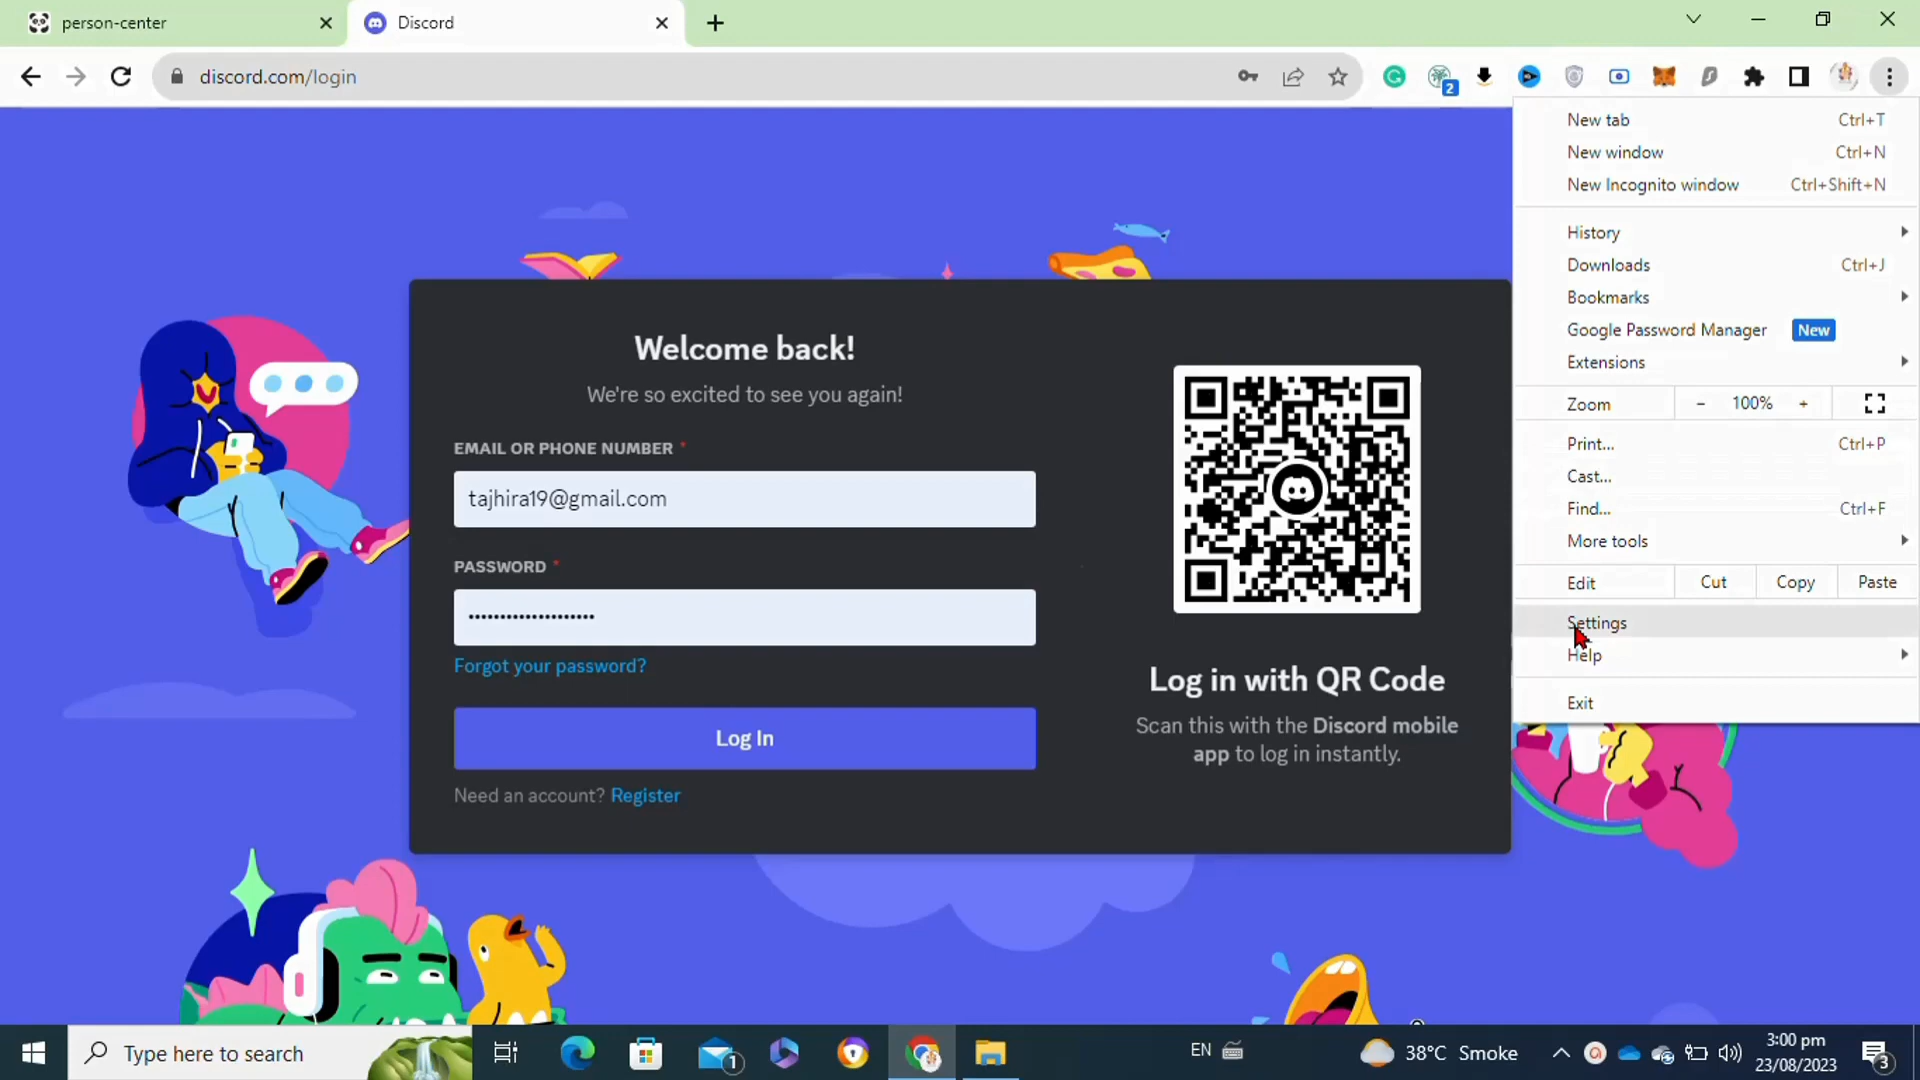 person-center
Discord
discord.com/login
2
New tab Ctrl+T
New window Ctrl+N
New Incognito window Ctrl+Shift+N
History
Downloads Ctrl+J
Bookmarks
Google Password Manager New
Extensions
Zoom - 100% +
Print... Ctrl+P
Cast...
Find... Ctrl+F
More tools
Edit Cut Copy Paste
Settings
Help
Exit
Welcome back!
We're so excited to see you again!
EMAIL OR PHONE NUMBER *
tajhira19@gmail.com
PASSWORD *
••••••••••••••••••••
Forgot your password?
Log In
Need an account? Register
Log in with QR Code
Scan this with the Discord mobile
app to log in instantly.
Type here to search
1
EN
38°C Smoke
3:00 pm
23/08/2023
3